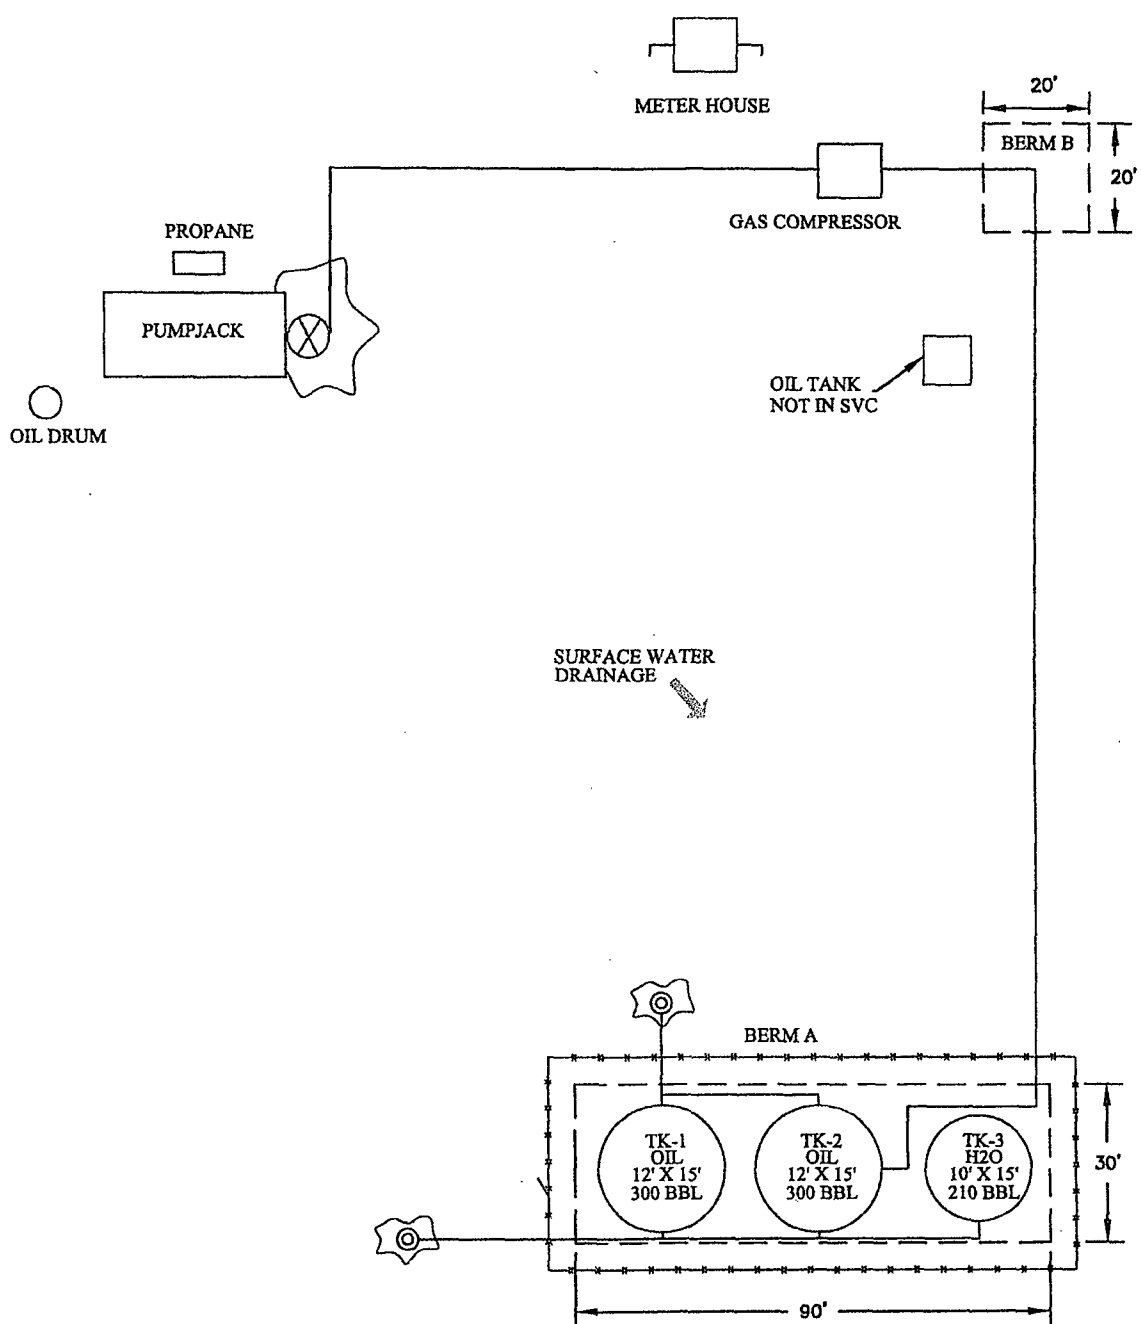 METER HOUSE
20'
BERM B
20'
GAS COMPRESSOR
PROPANE
PUMPJACK
OIL TANK
NOT IN SVC
OIL DRUM
SURFACE WATER
DRAINAGE
BERM A
TK-1
OIL
12' X 15'
300 BBL
TK-2
OIL
12' X 15'
300 BBL
TK-3
H2O
10' X 15'
210 BBL
30'
90'